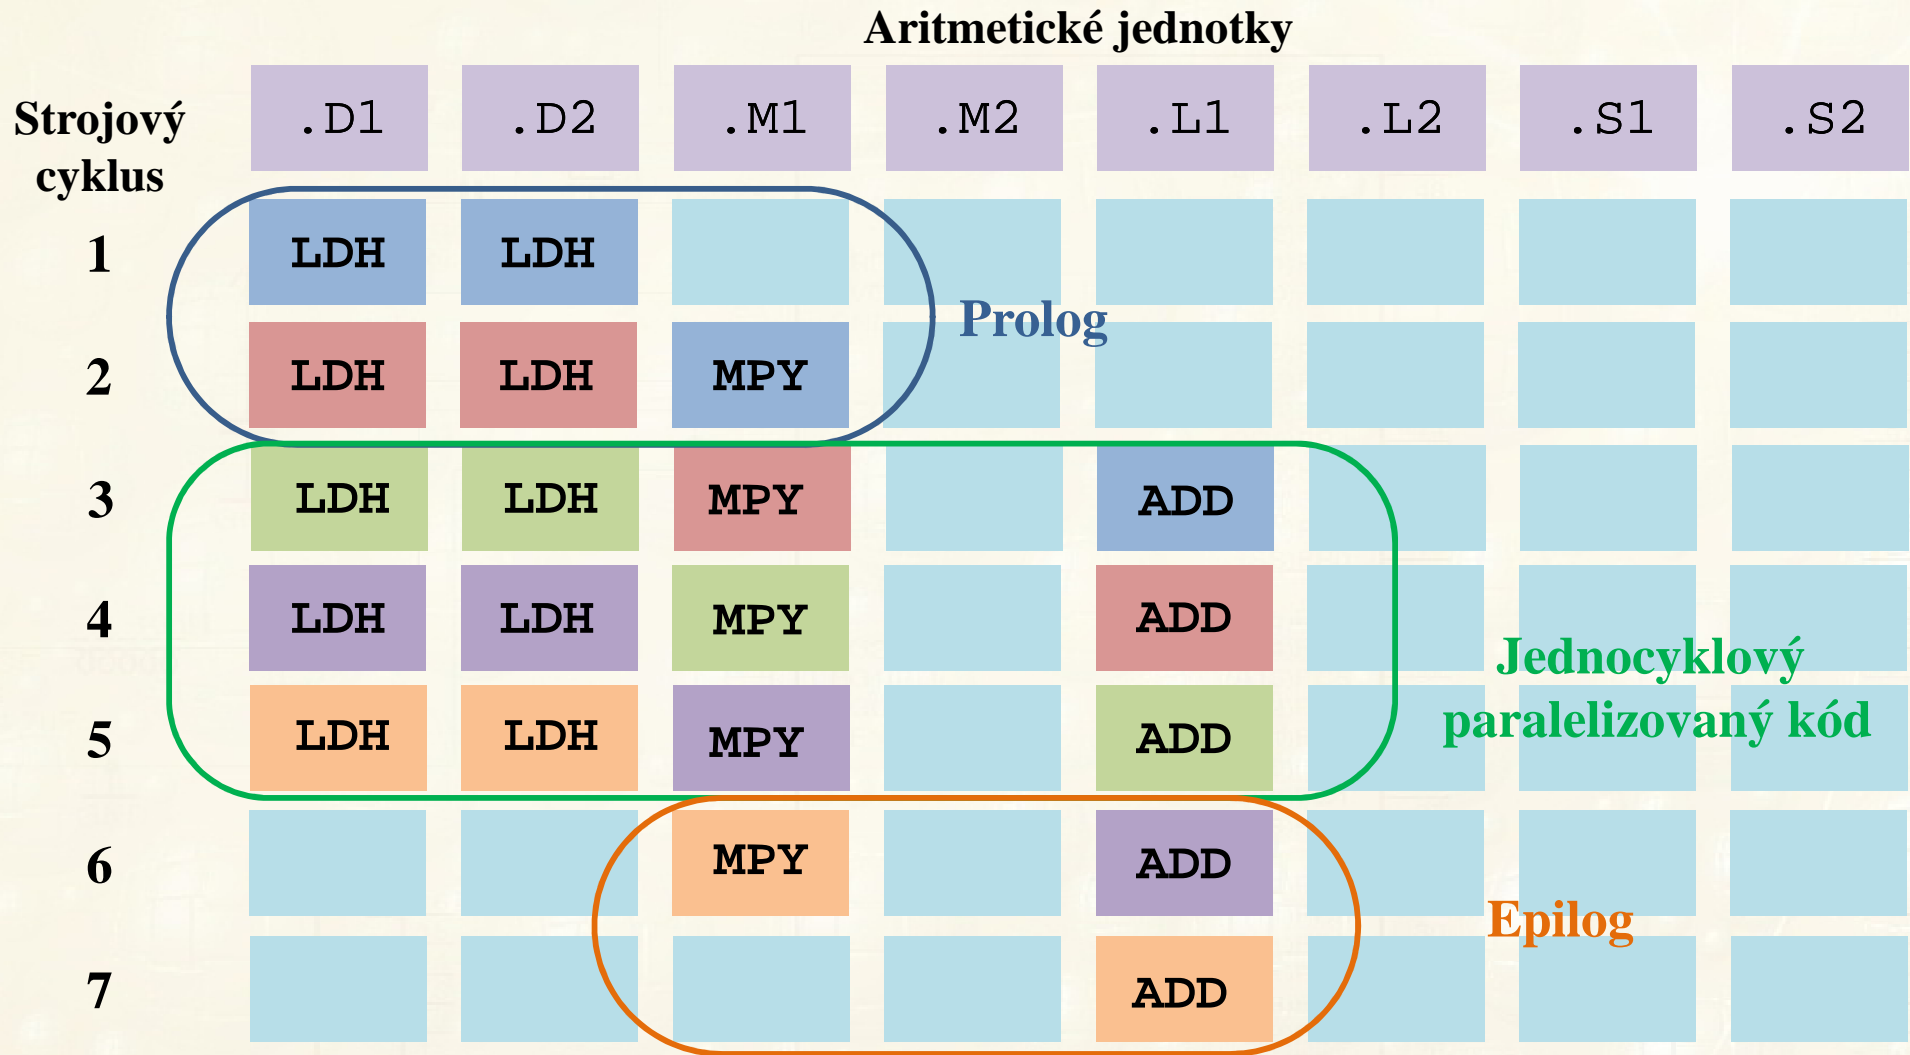 Aritmetické jednotky
Strojový
cyklus
.D1 .D2 .M1 .M2 .L1 .L2 .S1 .S2
1 LDH LDH
Prolog
2 LDH LDH MPY
3 LDH LDH MPY ADD
4 LDH LDH MPY ADD
Jednocyklový
paralelizovaný kód
5 LDH LDH MPY ADD
6 MPY ADD
Epilog
7 ADD